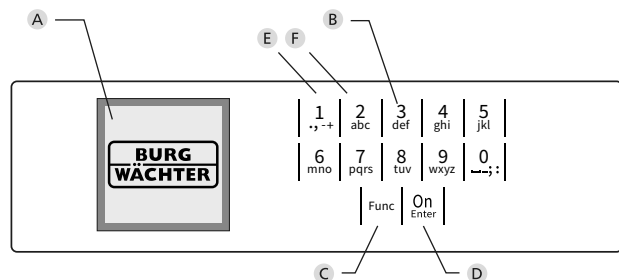 A
B
E F
1 2 3 4 5
.,-+ abc def ghi jkl
BURG
WÄCHTER
6 7 8 9 0
mno pqrs tuv wxyz ⎵–;:
Func On
Enter
C
D